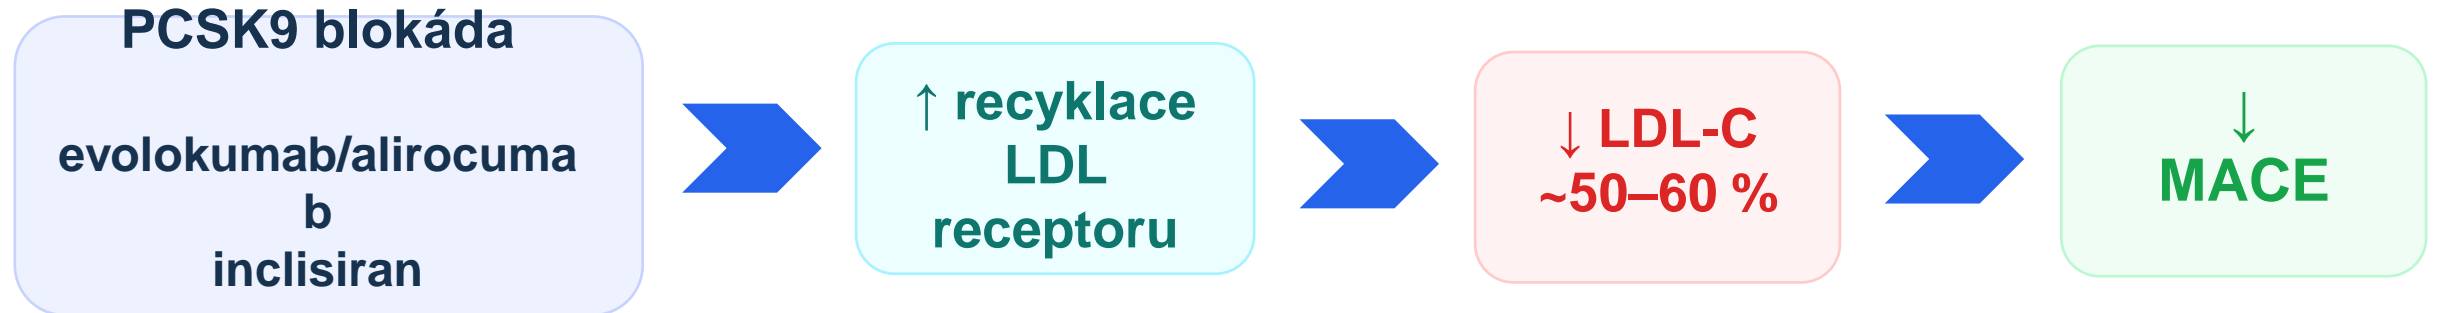 PCSK9 blokáda
evolokumab/alirocuma
b
inclisiran
↑ recyklace
LDL
receptoru
↓ LDL-C
~50–60 %
↓
MACE